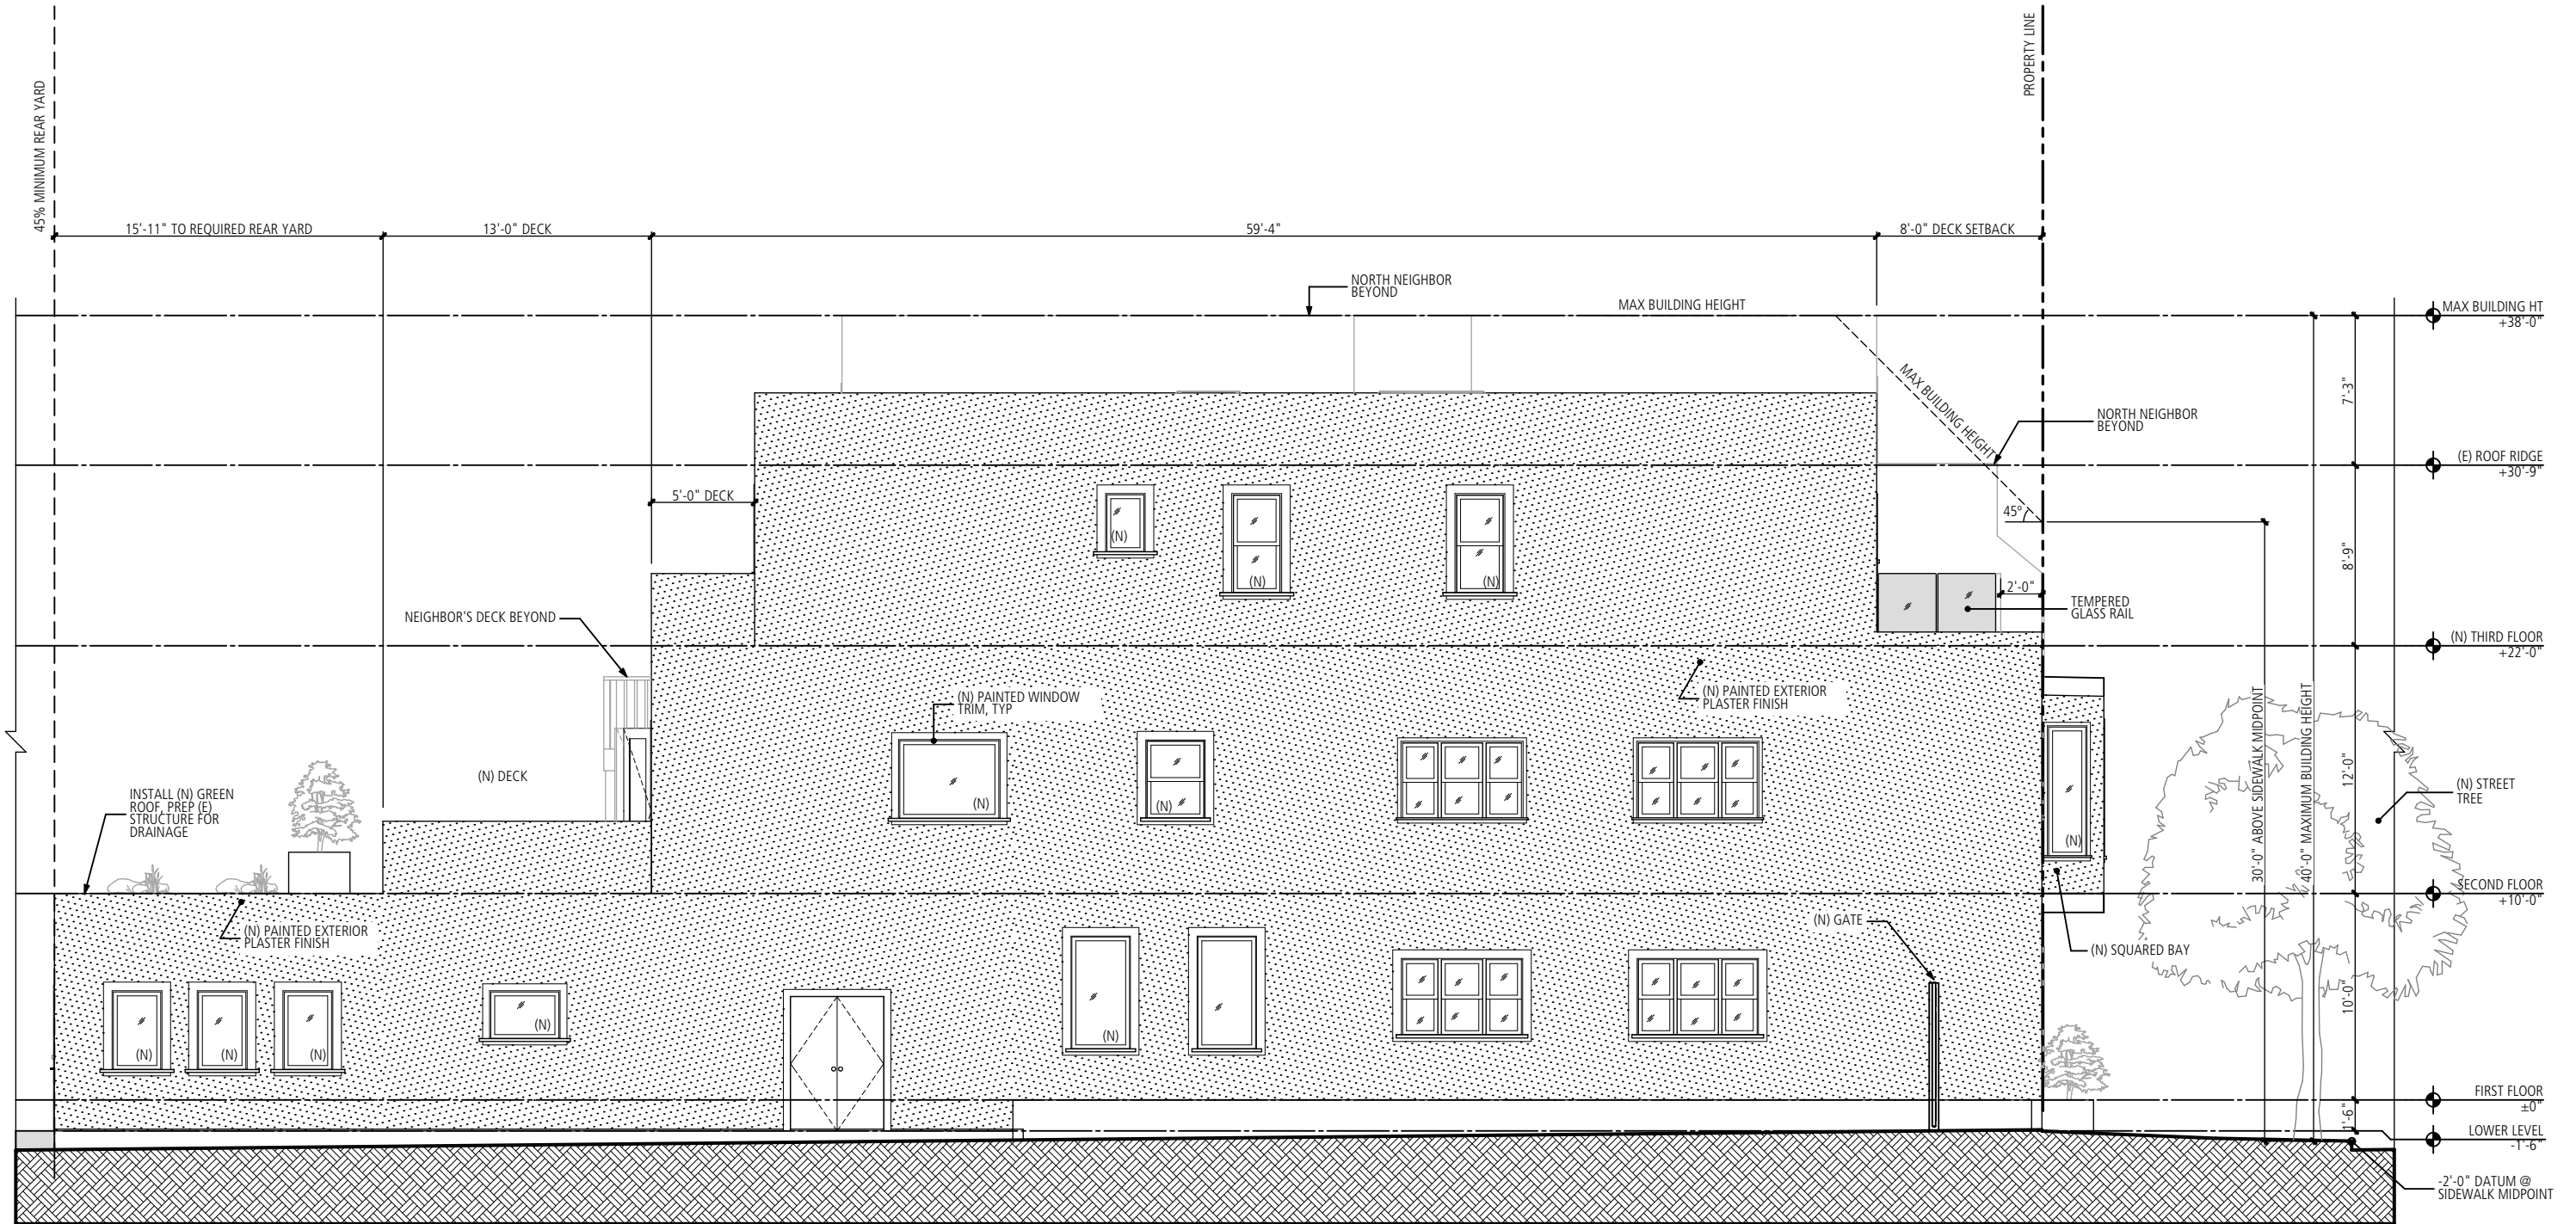 45% MINIMUM REAR YARD
PROPERTY LINE
15'-11" TO REQUIRED REAR YARD
13'-0" DECK
59'-4"
8'-0" DECK SETBACK
NORTH NEIGHBOR
BEYOND
MAX BUILDING HEIGHT
MAX BUILDING HT
+38'-0"
MAX BUILDING HEIGHT
7'-3"
NORTH NEIGHBOR
BEYOND
(E) ROOF RIDGE
+30'-9"
5'-0" DECK
45°
(N)
(N)
(N)
8'-9"
2'-0"
TEMPERED
GLASS RAIL
NEIGHBOR'S DECK BEYOND
(N) THIRD FLOOR
+22'-0"
(N) PAINTED WINDOW
TRIM, TYP
(N) PAINTED EXTERIOR
PLASTER FINISH
30'-0" ABOVE SIDEWALK MIDPOINT
40'-0" MAXIMUM BUILDING HEIGHT
12'-0"
(N) DECK
(N) STREET
TREE
INSTALL (N) GREEN
ROOF, PREP (E)
STRUCTURE FOR
DRAINAGE
(N)
(N)
(N)
SECOND FLOOR
+10'-0"
(N) PAINTED EXTERIOR
PLASTER FINISH
(N) GATE
(N) SQUARED BAY
10'-0"
(N)
(N)
(N)
(N)
(N)
FIRST FLOOR
±0"
1'-6"
LOWER LEVEL
-1'-6"
-2'-0" DATUM @
SIDEWALK MIDPOINT